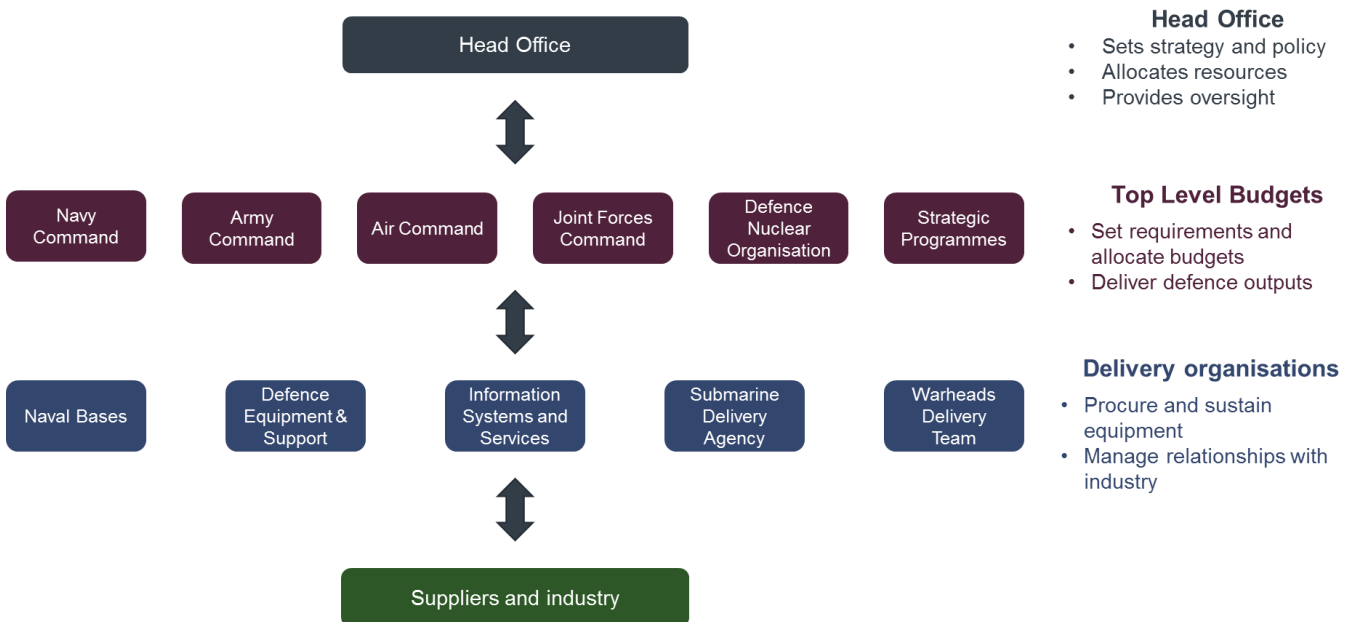 Head Office
Head Office
• Sets strategy and policy
• Allocates resources
• Provides oversight
Navy
Command
Army
Command
Air Command
Joint Forces
Command
Defence
Nuclear
Organisation
Strategic
Programmes
Top Level Budgets
• Set requirements and
allocate budgets
• Deliver defence outputs
Naval Bases
Defence
Equipment &
Support
Information
Systems and
Services
Submarine
Delivery
Agency
Warheads
Delivery
Team
Delivery organisations
• Procure and sustain
equipment
• Manage relationships with
industry
Suppliers and industry